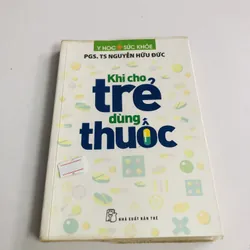 Y HỌC SỨC KHỎE
PGS. TS NGUYỄN HỮU ĐỨC
Khi cho
trẻ
dùng
thuốc
NHÀ XUẤT BẢN TRẺ